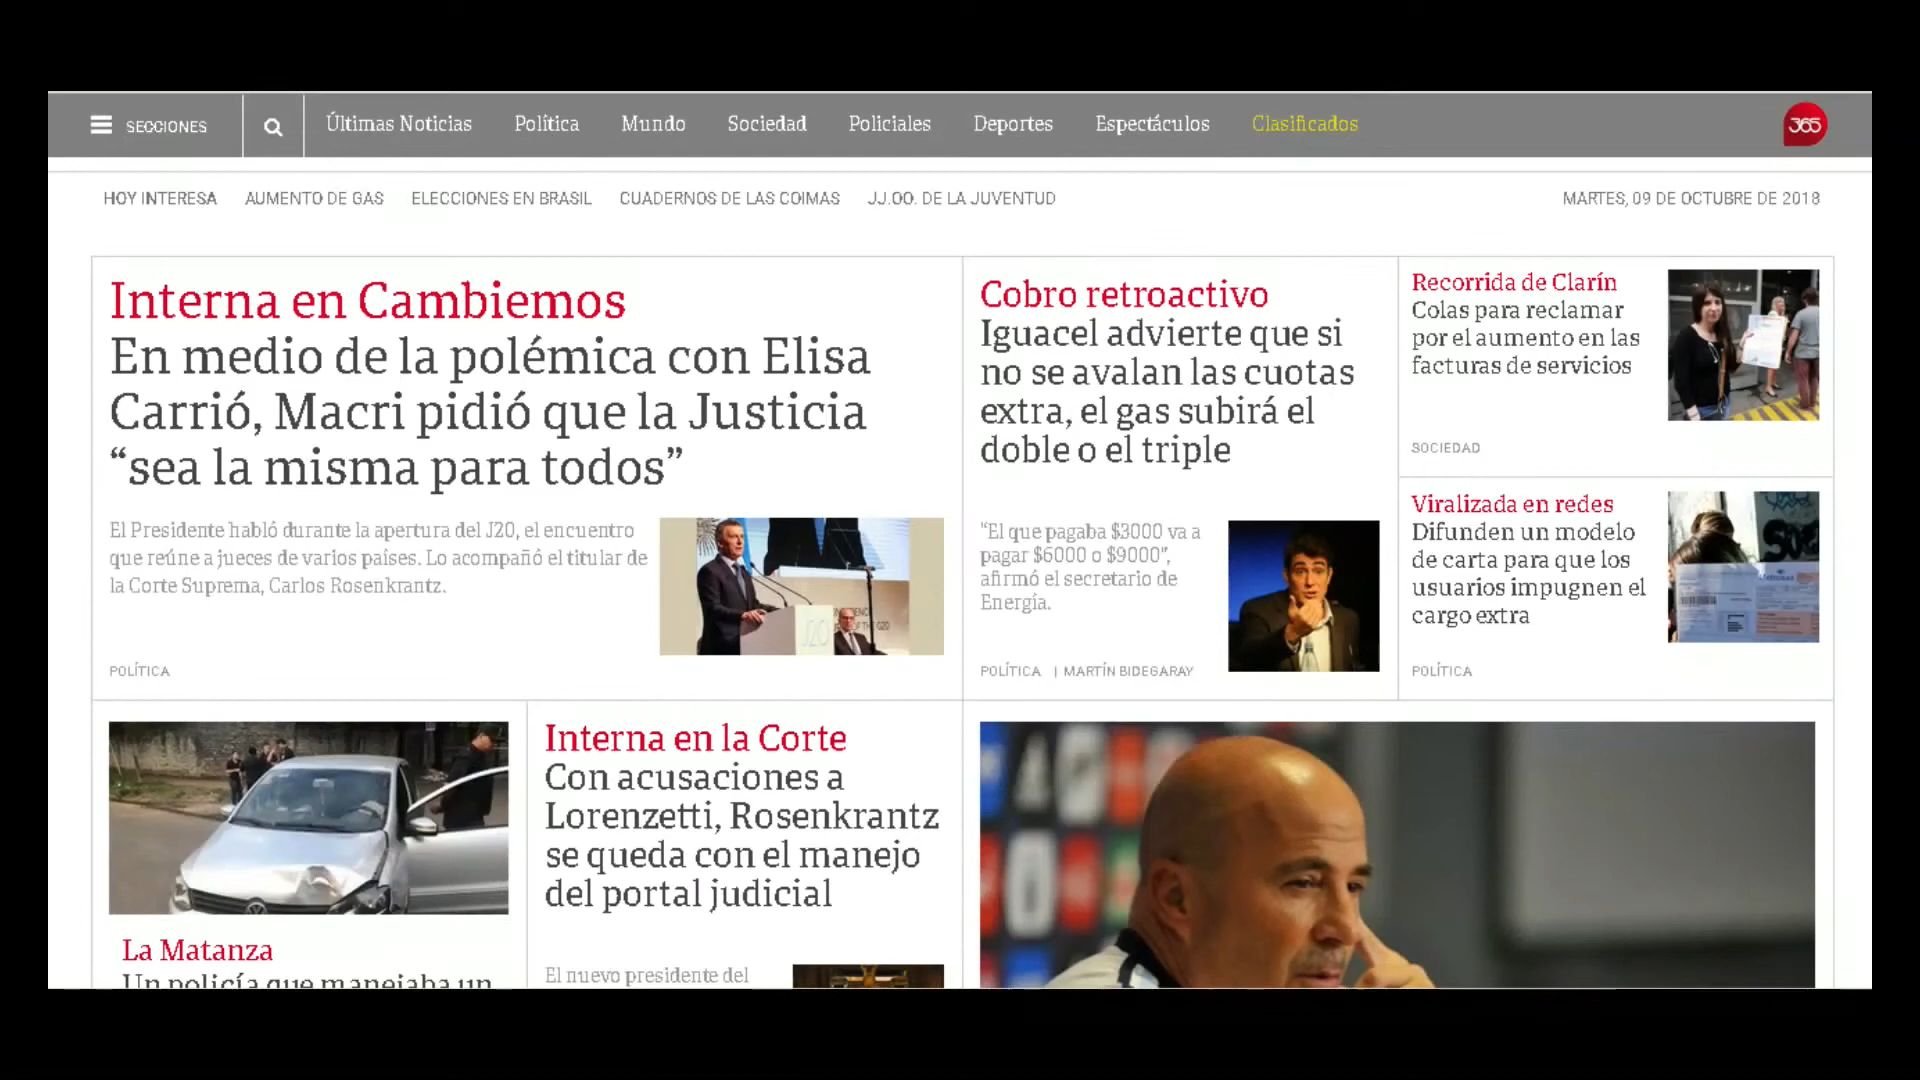 SECCIONES
Últimas Noticias
Política
Mundo
Sociedad
Policiales
Deportes
Espectáculos
Clasificados
365
HOY INTERESA
AUMENTO DE GAS
ELECCIONES EN BRASIL
CUADERNOS DE LAS COIMAS
JJ.OO. DE LA JUVENTUD
MARTES, 09 DE OCTUBRE DE 2018
Interna en Cambiemos
En medio de la polémica con Elisa
Carrió, Macri pidió que la Justicia
“sea la misma para todos”
El Presidente habló durante la apertura del J20, el encuentro
que reúne a jueces de varios países. Lo acompañó el titular de
la Corte Suprema, Carlos Rosenkrantz.
J20
POLÍTICA
Cobro retroactivo
Iguacel advierte que si
no se avalan las cuotas
extra, el gas subirá el
doble o el triple
"El que pagaba $3000 va a
pagar $6000 o $9000",
afirmó el secretario de
Energía.
POLÍTICA | MARTÍN BIDEGARAY
Recorrida de Clarín
Colas para reclamar
por el aumento en las
facturas de servicios
SOCIEDAD
Viralizada en redes
Difunden un modelo
de carta para que los
usuarios impugnen el
cargo extra
POLÍTICA
La Matanza
Un policía que manejaba un
Interna en la Corte
Con acusaciones a
Lorenzetti, Rosenkrantz
se queda con el manejo
del portal judicial
El nuevo presidente del